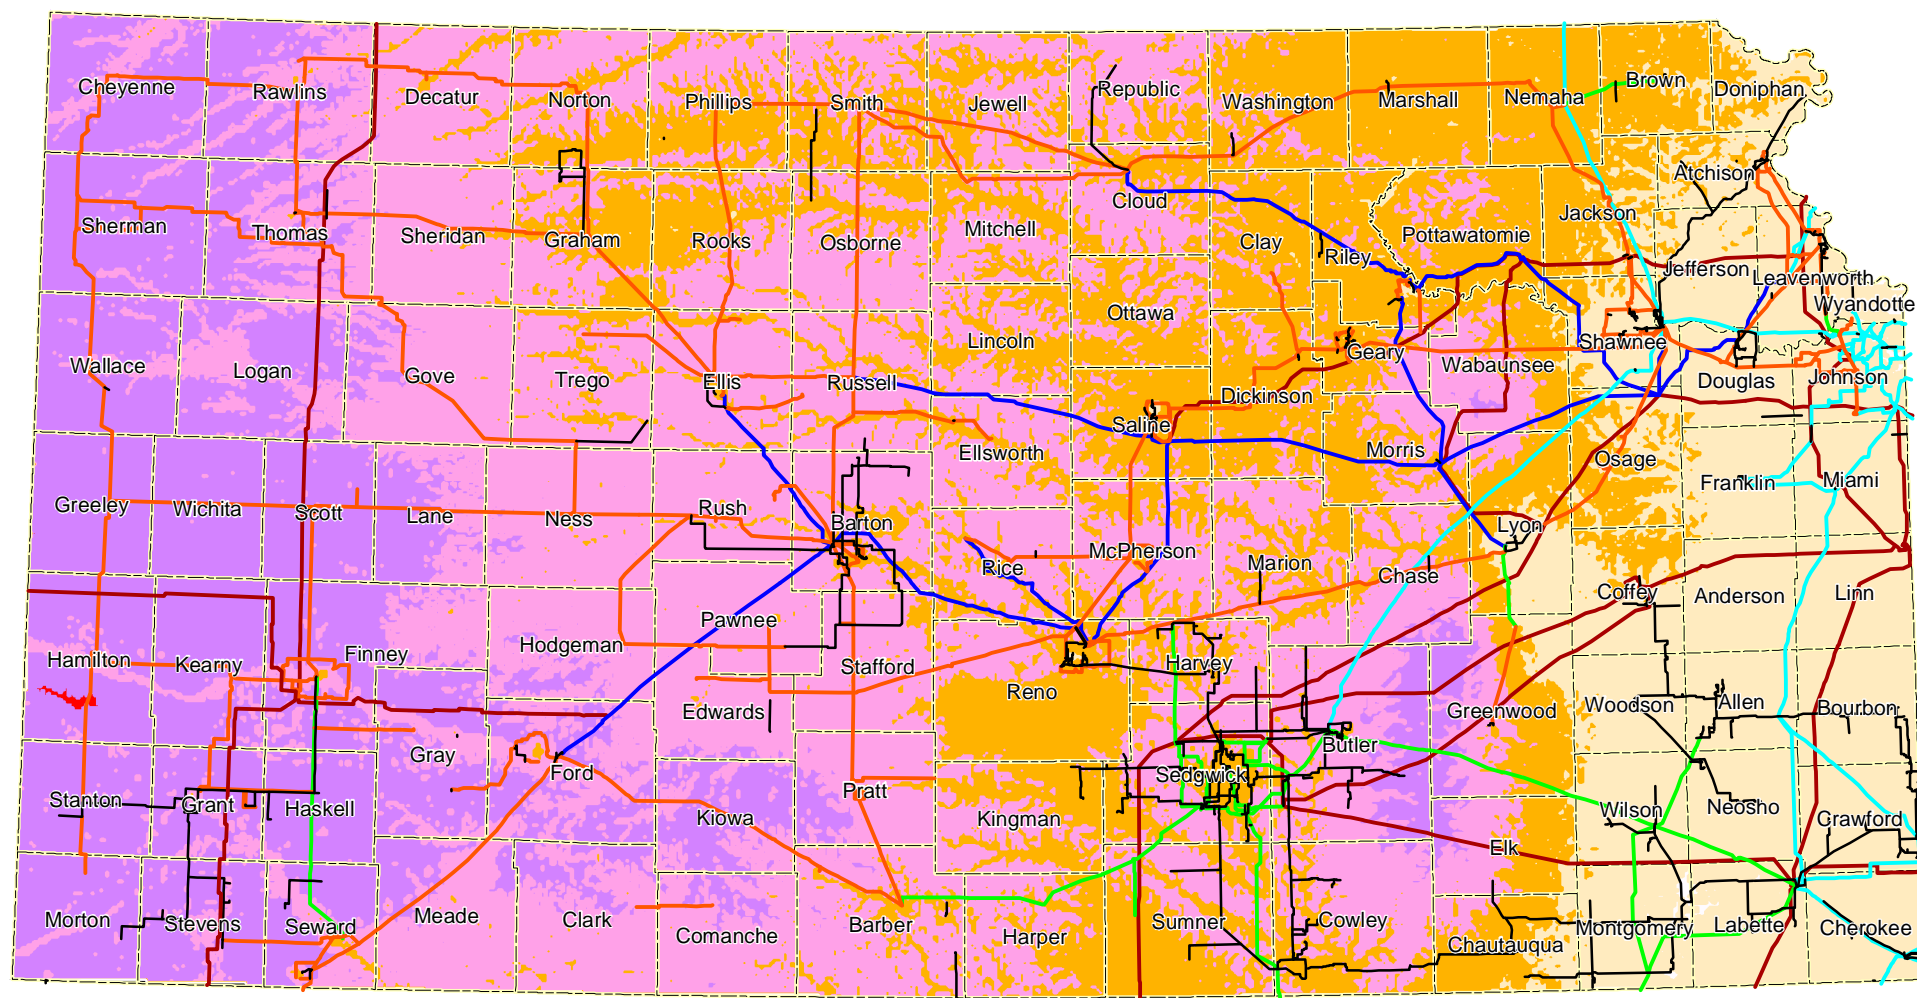 Cheyenne
Rawlins
Decatur
Norton
Phillips
Smith
Jewell
Republic
Washington
Marshall
Nemaha
Brown
Doniphan
Atchison
Sherman
Thomas
Sheridan
Graham
Rooks
Osborne
Mitchell
Cloud
Clay
Riley
Pottawatomie
Jackson
Jefferson
Leavenworth
Wyandotte
Wallace
Logan
Gove
Trego
Ellis
Russell
Lincoln
Ottawa
Saline
Dickinson
Geary
Wabaunsee
Shawnee
Douglas
Johnson
Greeley
Wichita
Scott
Lane
Ness
Rush
Barton
Ellsworth
Rice
McPherson
Marion
Morris
Chase
Lyon
Osage
Franklin
Miami
Hamilton
Kearny
Finney
Hodgeman
Pawnee
Stafford
Reno
Harvey
Coffey
Anderson
Linn
Stanton
Grant
Haskell
Gray
Ford
Edwards
Kiowa
Pratt
Kingman
Sedgwick
Butler
Greenwood
Woodson
Allen
Bourbon
Wilson
Neosho
Crawford
Morton
Stevens
Seward
Meade
Clark
Comanche
Barber
Harper
Sumner
Cowley
Elk
Chautauqua
Montgomery
Labette
Cherokee